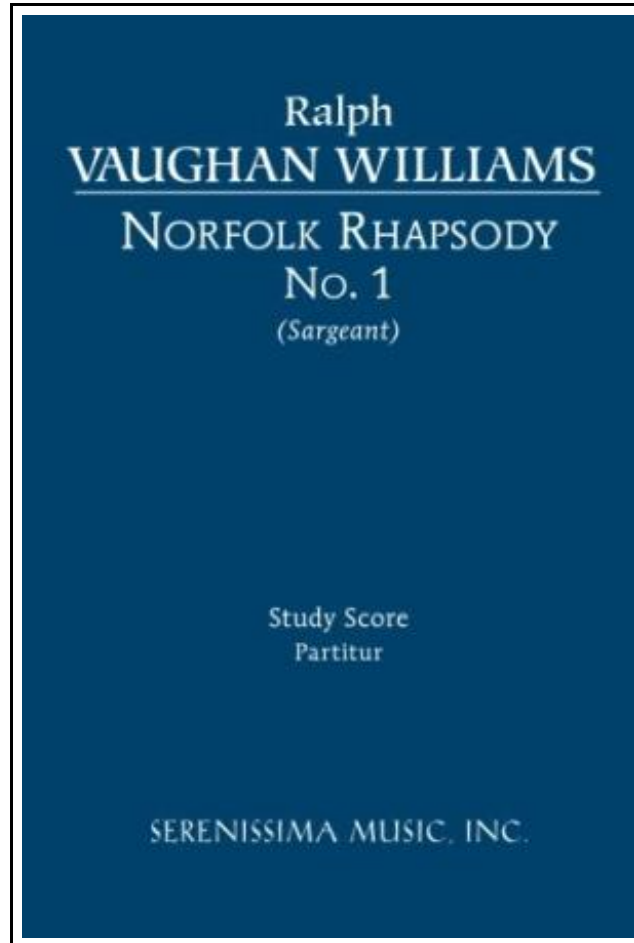 Ralph
VAUGHAN WILLIAMS
NORFOLK RHAPSODY
NO. 1
(Sargeant)
Study Score
Partitur
SERENISSIMA MUSIC, INC.